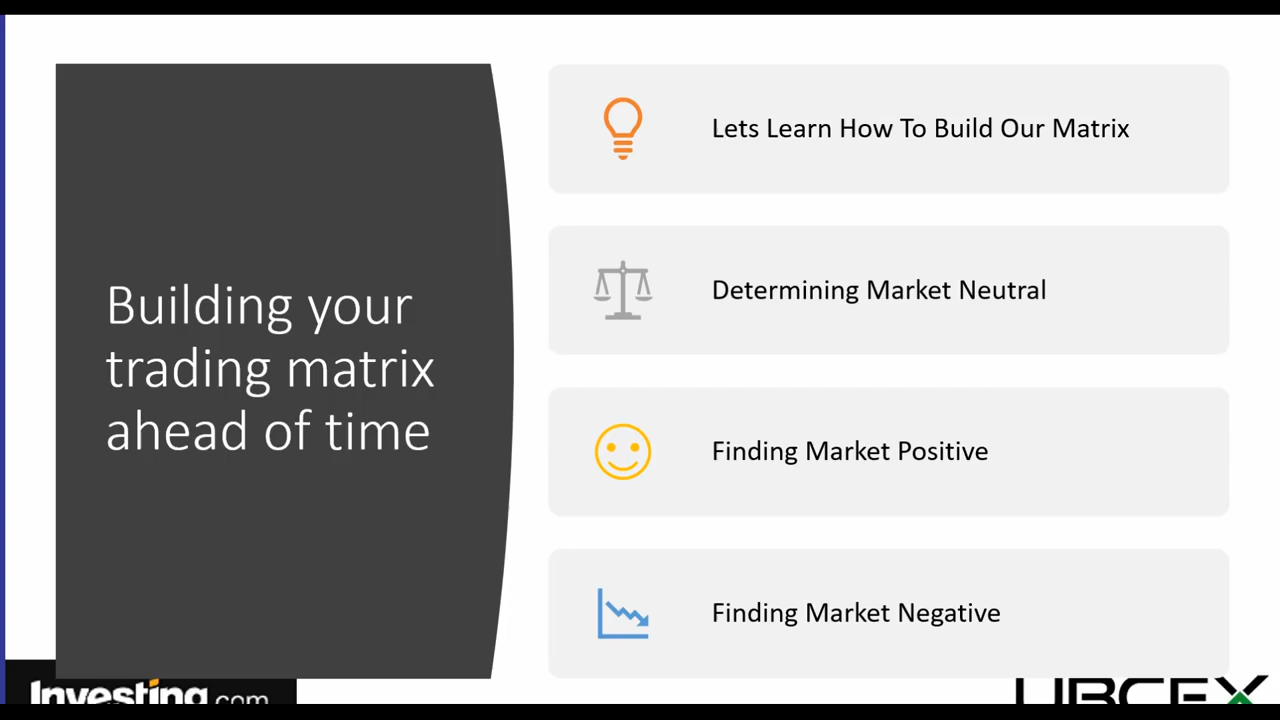 Building your
trading matrix
ahead of time
Lets Learn How To Build Our Matrix
Determining Market Neutral
Finding Market Positive
Finding Market Negative
Investing.com